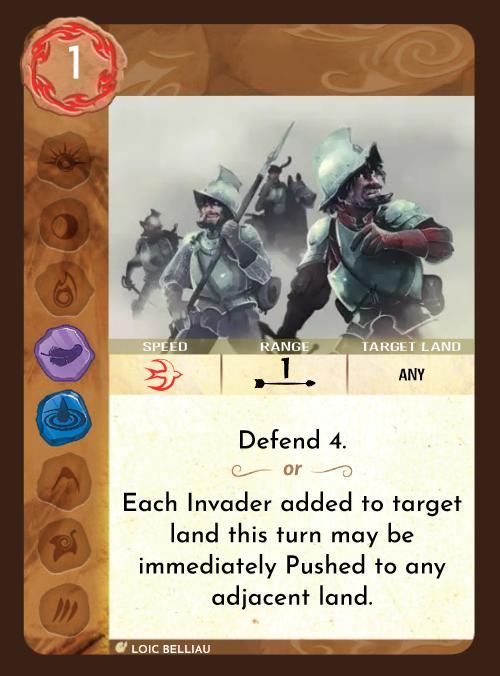 1
SPEED RANGE TARGET LAND
1 ANY
Defend 4.
or
Each Invader added to target
land this turn may be
immediately Pushed to any
adjacent land.
LOIC BELLIAU